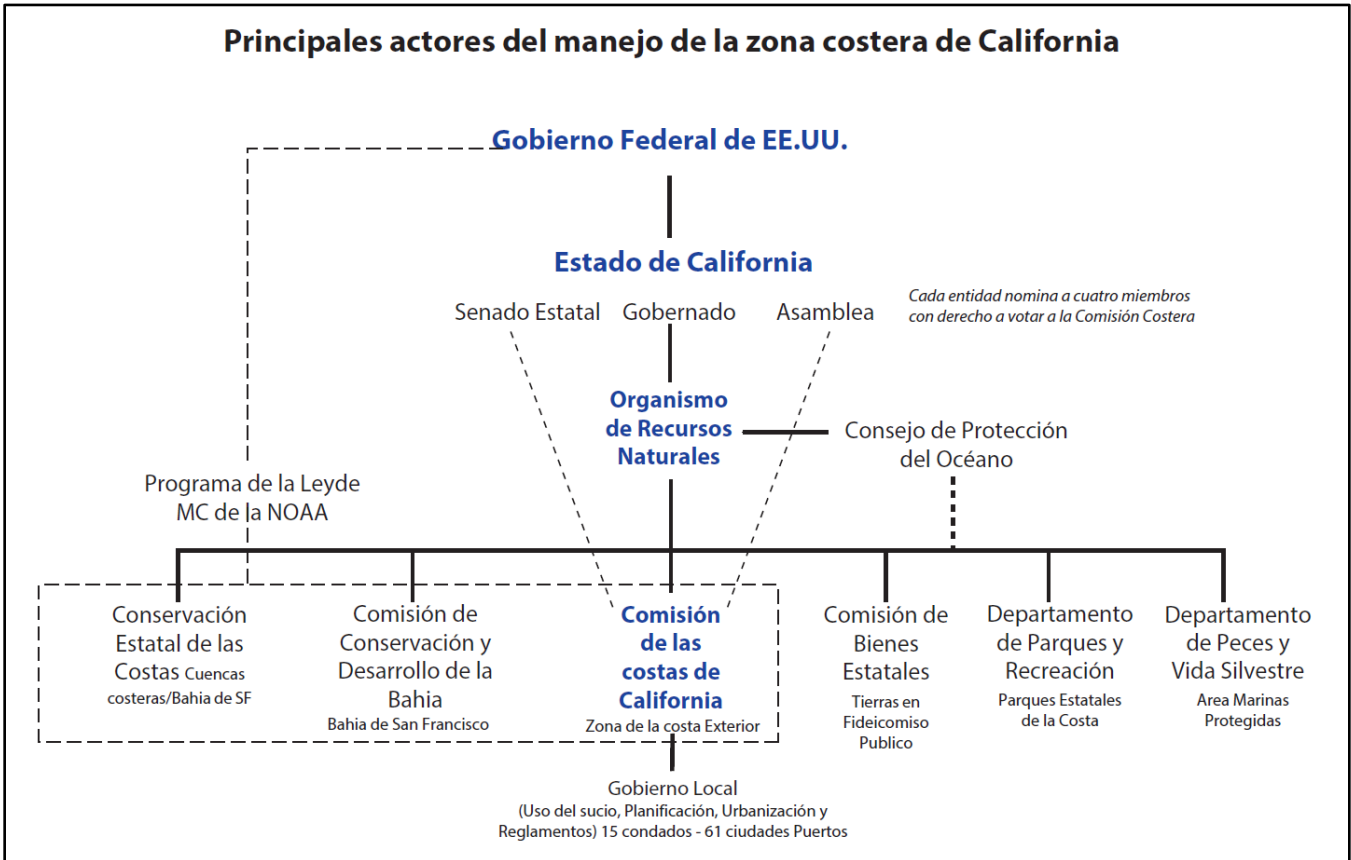 Principales actores del manejo de la zona costera de California
Gobierno Federal de EE.UU.
Estado de California
Senado Estatal Gobernado Asamblea
Cada entidad nomina a cuatro miembros
con derecho a votar a la Comisión Costera
Organismo
de Recursos
Naturales
Consejo de Protección
del Océano
Programa de la Leyde
MC de la NOAA
Conservación
Estatal de las
Costas Cuencas
costeras/Bahia de SF
Comisión de
Conservación y
Desarrollo de la
Bahia
Bahia de San Francisco
Comisión
de las
costas de
California
Zona de la costa Exterior
Comisión de
Bienes
Estatales
Tierras en
Fideicomiso
Publico
Departamento
de Parques y
Recreación
Parques Estatales
de la Costa
Departamento
de Peces y
Vida Silvestre
Area Marinas
Protegidas
Gobierno Local
(Uso del sucio, Planificación, Urbanización y
Reglamentos) 15 condados - 61 ciudades Puertos